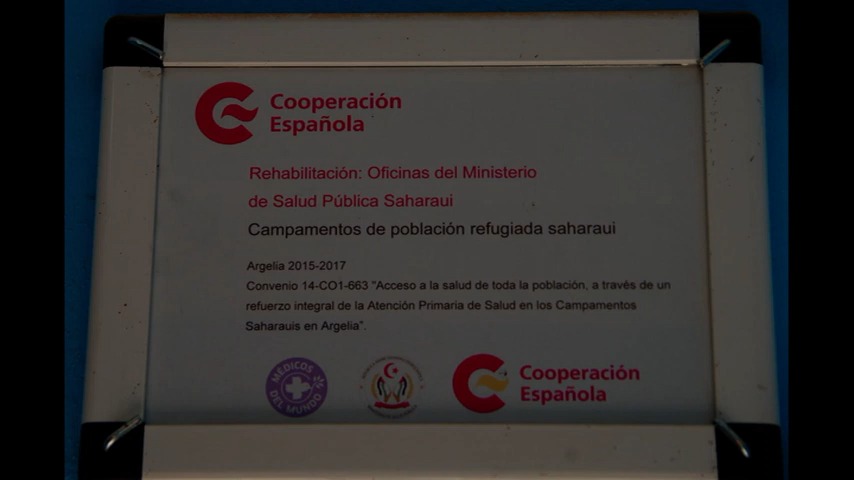 Cooperación
Española
Rehabilitación: Oficinas del Ministerio
de Salud Pública Saharaui
Campamentos de población refugiada saharaui
Argelia 2015-2017
Convenio 14-CO1-663 "Acceso a la salud de toda la población, a través de un
refuerzo integral de la Atención Primaria de Salud en los Campamentos
Saharauis en Argelia".
MEDICOS
DEL MUNDO
Cooperación
Española